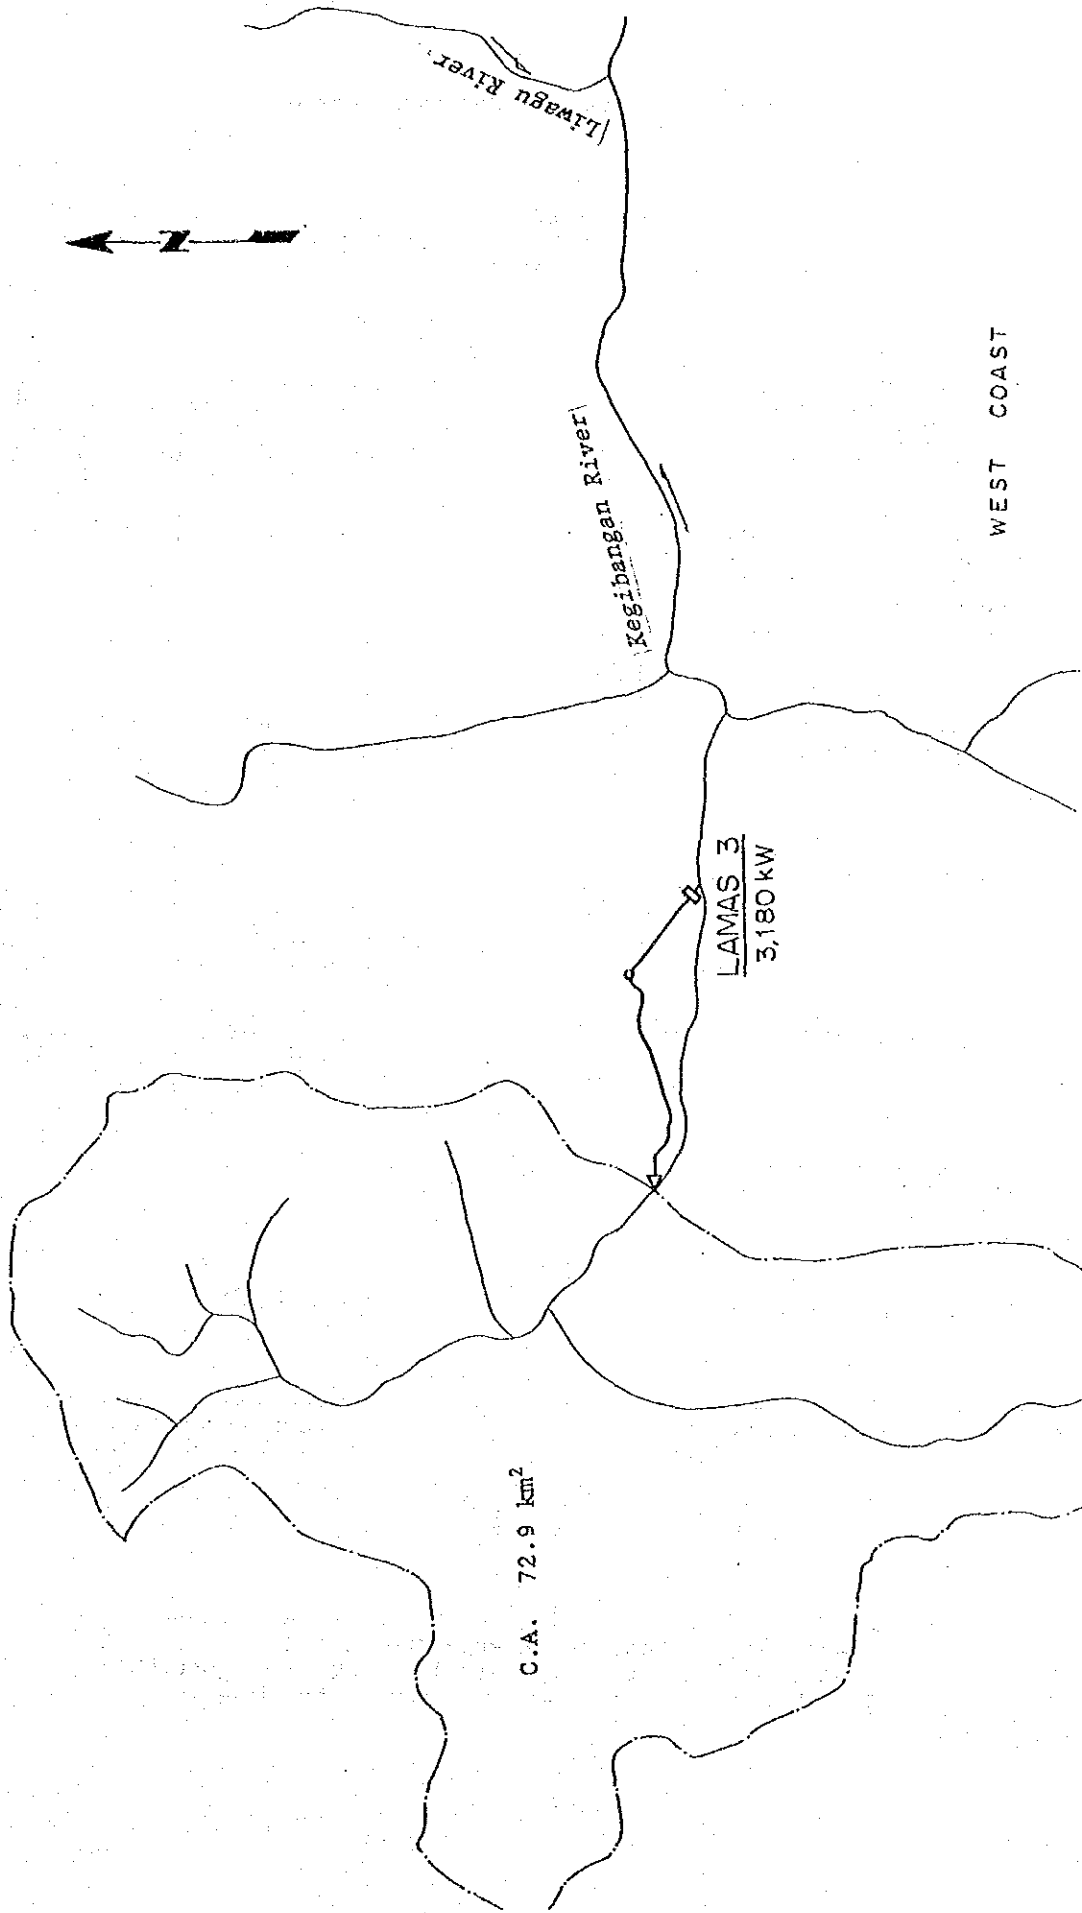 Liwagu River
N
Kegibangan River
WEST COAST
LAMAS 3
3,180 kW
C.A. 72.9 km²